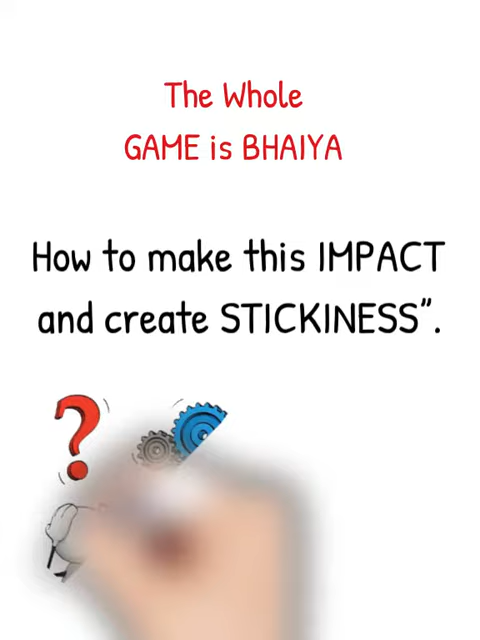 The Whole
GAME is BHAIYA
How to make this IMPACT
and create STICKINESS”.
?